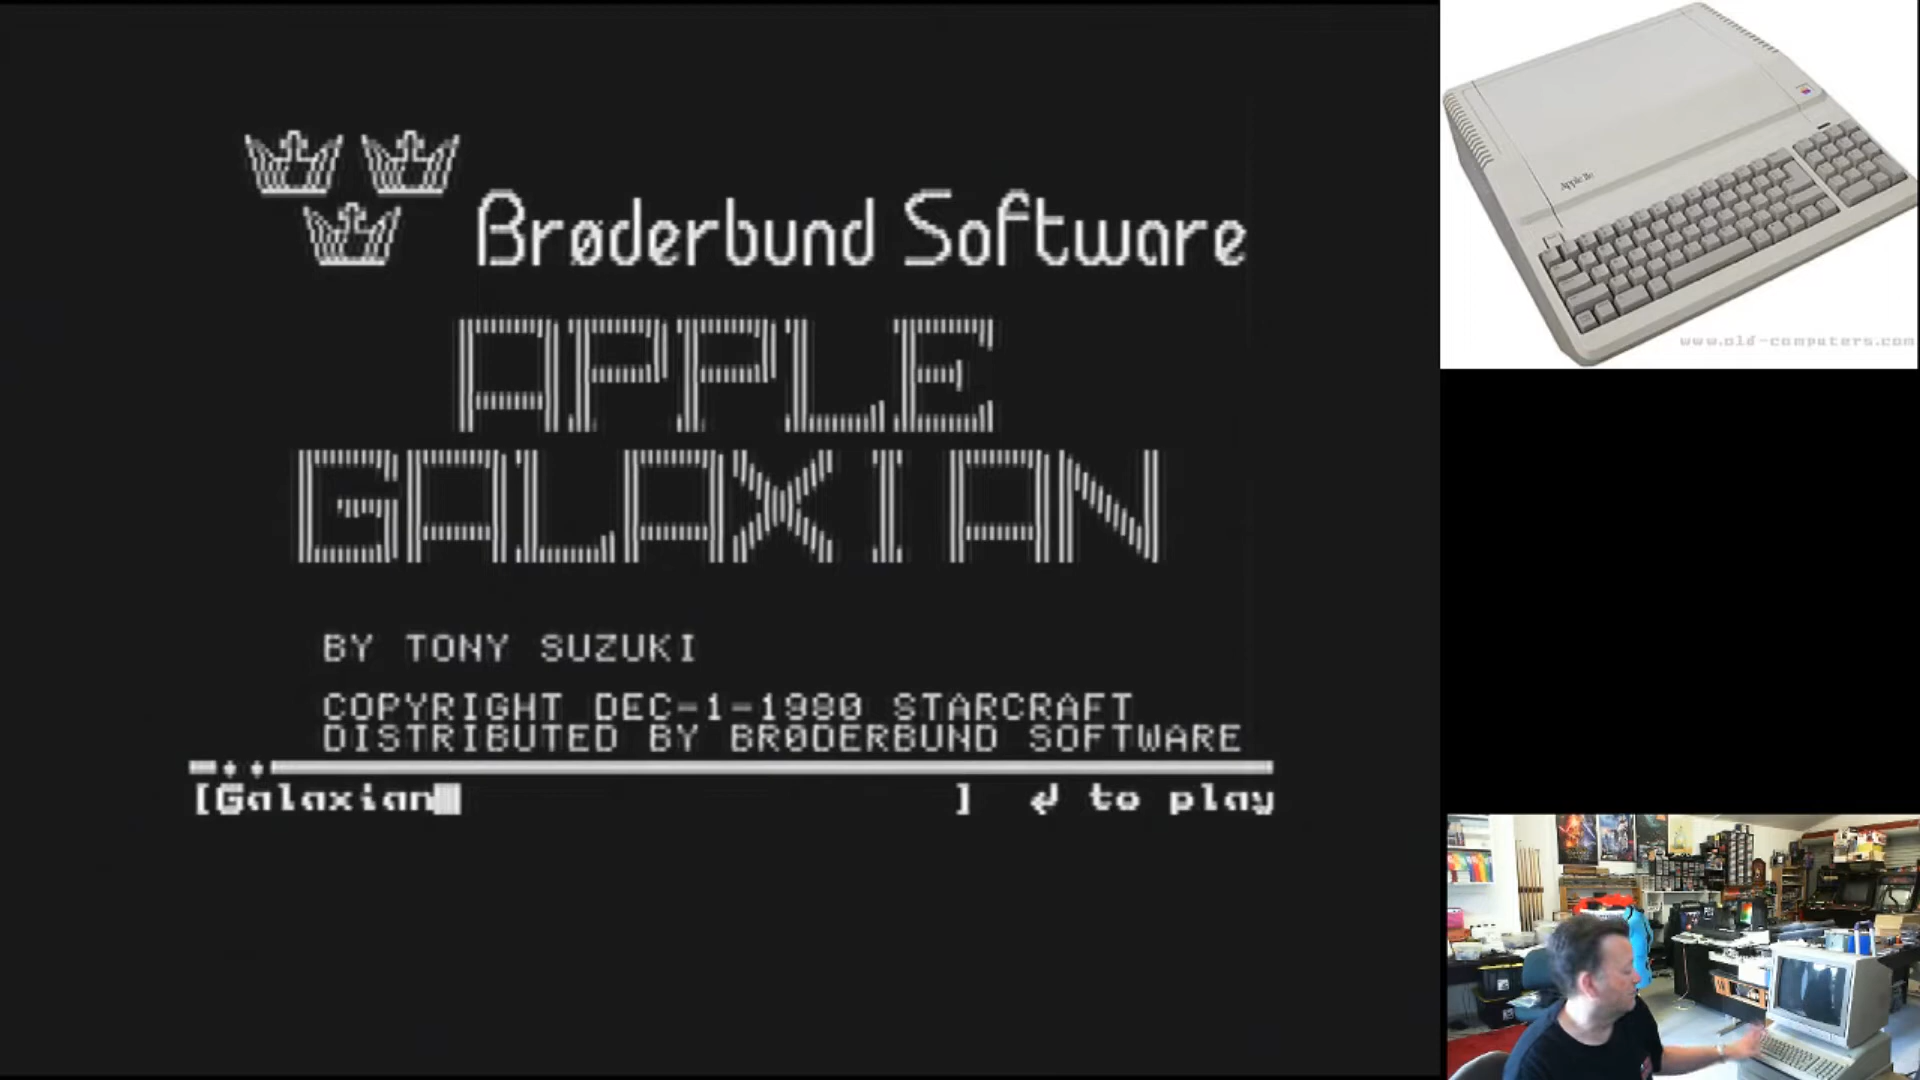 Brøderbund Software
APPLE
GALAXIAN
BY TONY SUZUKI
COPYRIGHT DEC-1-1980 STARCRAFT
DISTRIBUTED BY BRØDERBUND SOFTWARE
[Galaxian ] ↲ to play
Apple IIe
www.old-computers.com